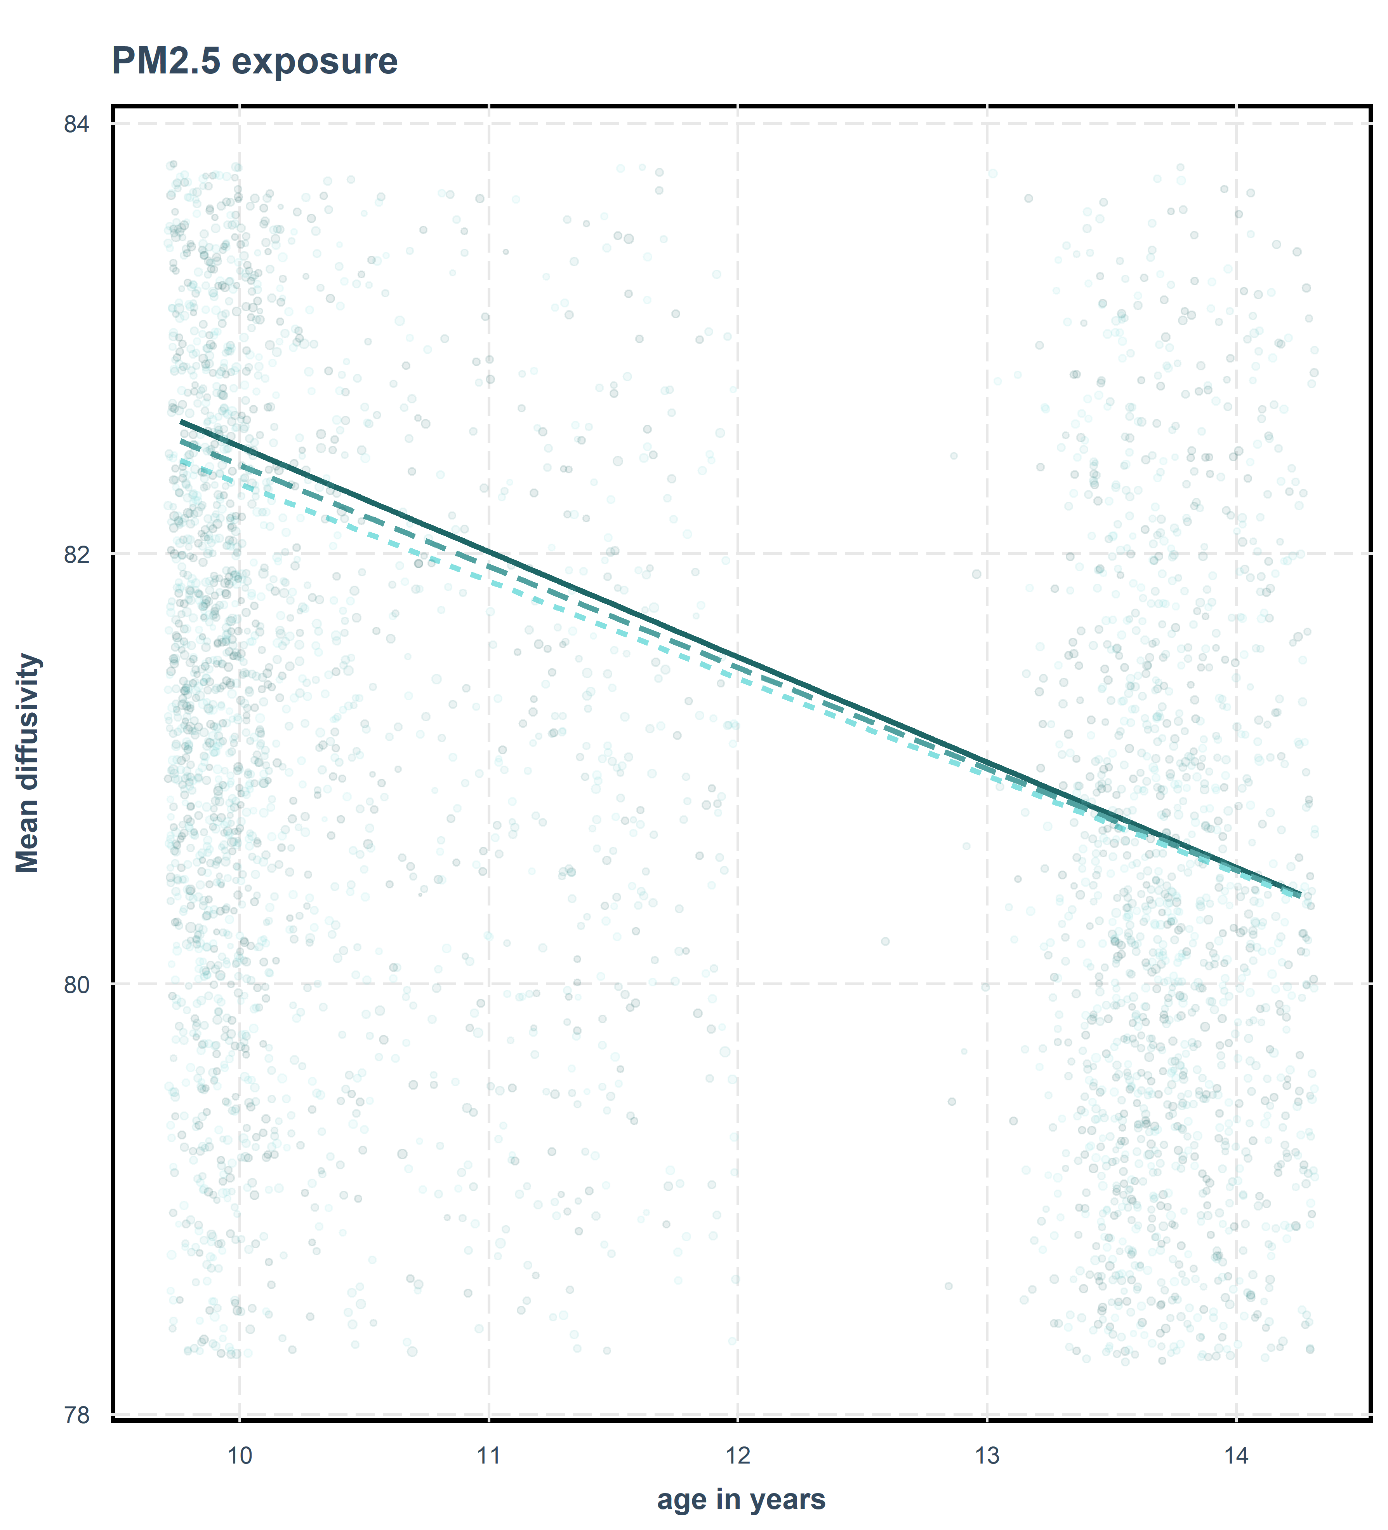 PM2.5 exposure
84
82
80
78
Mean diffusivity
10 11 12 13 14
age in years